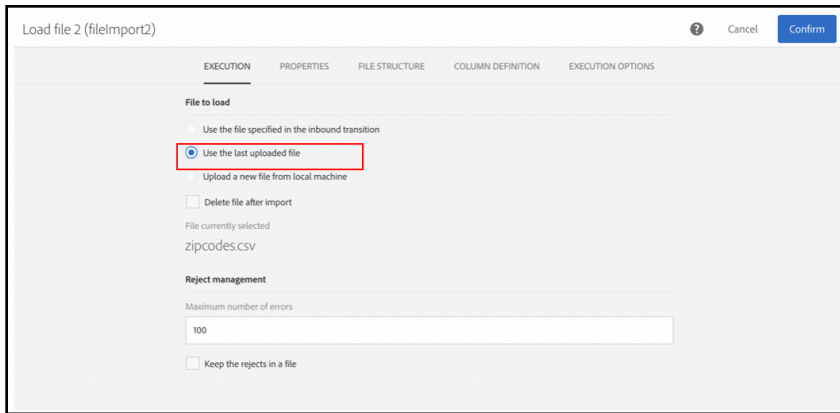 Load file 2 (fileImport2)
Cancel
Confirm
EXECUTION PROPERTIES FILE STRUCTURE COLUMN DEFINITION EXECUTION OPTIONS
File to load
Use the file specified in the inbound transition
Use the last uploaded file
Upload a new file from local machine
Delete file after import
File currently selected
zipcodes.csv
Reject management
Maximum number of errors
100
Keep the rejects in a file